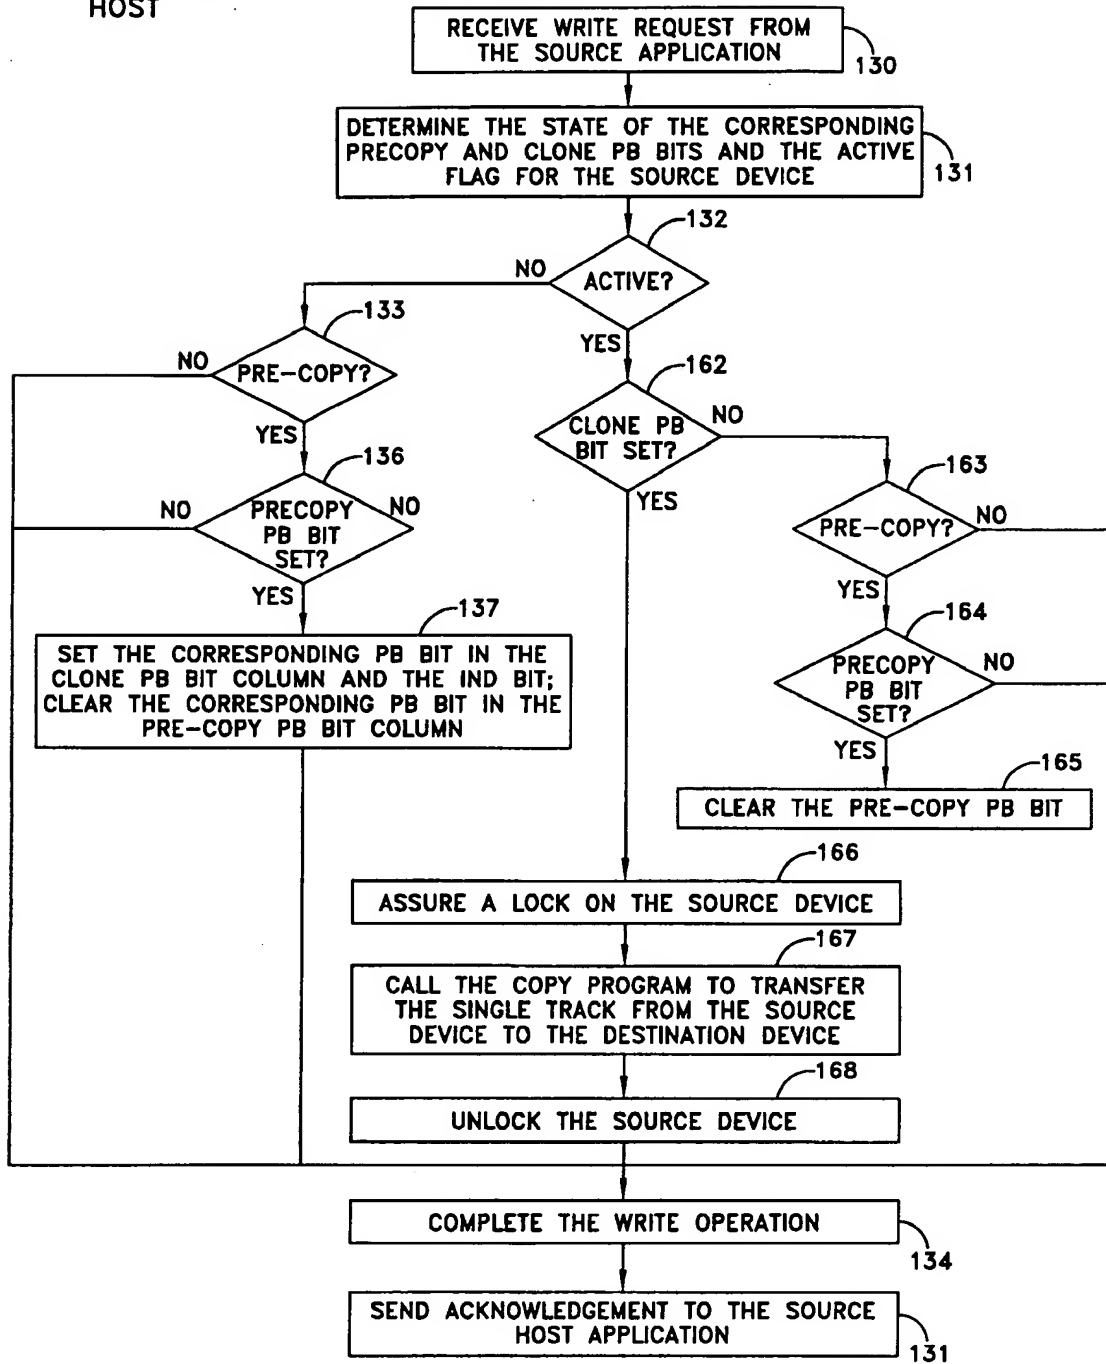 HOST
RECEIVE WRITE REQUEST FROM
THE SOURCE APPLICATION
130
DETERMINE THE STATE OF THE CORRESPONDING
PRECOPY AND CLONE PB BITS AND THE ACTIVE
FLAG FOR THE SOURCE DEVICE
131
132
NO
ACTIVE?
YES
133
NO
PRE-COPY?
YES
162
CLONE PB
BIT SET?
NO
YES
136
NO
NO
PRECOPY
PB BIT
SET?
YES
163
PRE-COPY?
NO
YES
137
SET THE CORRESPONDING PB BIT IN THE
CLONE PB BIT COLUMN AND THE IND BIT;
CLEAR THE CORRESPONDING PB BIT IN THE
PRE-COPY PB BIT COLUMN
164
PRECOPY
PB BIT
SET?
NO
YES
165
CLEAR THE PRE-COPY PB BIT
166
ASSURE A LOCK ON THE SOURCE DEVICE
167
CALL THE COPY PROGRAM TO TRANSFER
THE SINGLE TRACK FROM THE SOURCE
DEVICE TO THE DESTINATION DEVICE
168
UNLOCK THE SOURCE DEVICE
COMPLETE THE WRITE OPERATION
134
SEND ACKNOWLEDGEMENT TO THE SOURCE
HOST APPLICATION
131